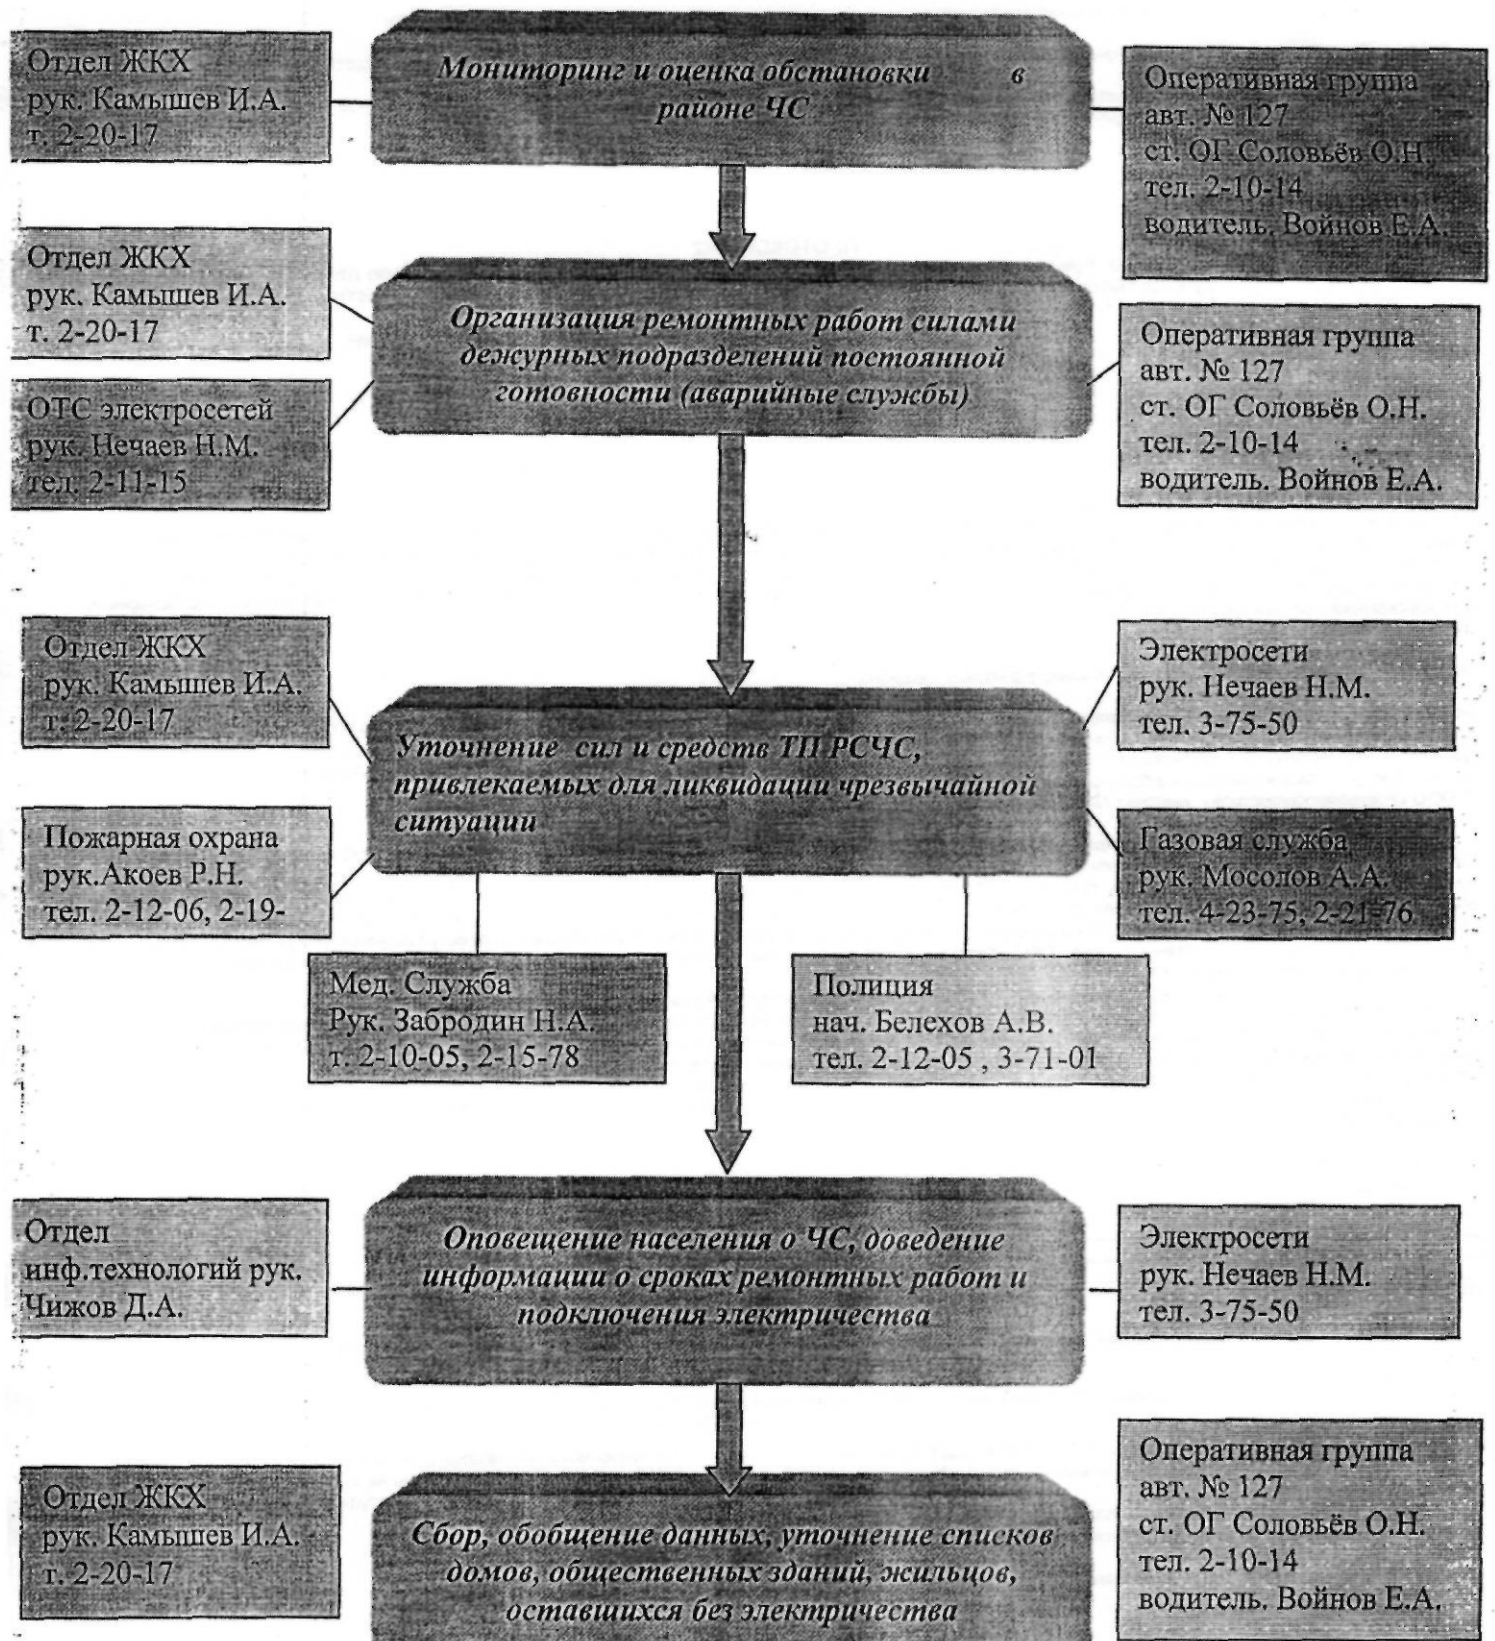 Отдел ЖКХ
рук. Камышев И.А.
т. 2-20-17
Мониторинг и оценка обстановки в
районе ЧС
Оперативная группа
авт. № 127
ст. ОГ Соловьёв О.Н.
тел. 2-10-14
водитель. Войнов Е.А.
Отдел ЖКХ
рук. Камышев И.А.
т. 2-20-17
ОТС электросетей
рук. Нечаев Н.М.
тел. 2-11-15
Организация ремонтных работ силами
дежурных подразделений постоянной
готовности (аварийные службы)
Оперативная группа
авт. № 127
ст. ОГ Соловьёв О.Н.
тел. 2-10-14
водитель. Войнов Е.А.
Отдел ЖКХ
рук. Камышев И.А.
т. 2-20-17
Уточнение сил и средств ТП РСЧС,
привлекаемых для ликвидации чрезвычайной
ситуации
Электросети
рук. Нечаев Н.М.
тел. 3-75-50
Пожарная охрана
рук.Акоев Р.Н.
тел. 2-12-06, 2-19-
Газовая служба
рук. Мосолов А.А.
тел. 4-23-75, 2-21-76
Мед. Служба
Рук. Забродин Н.А.
т. 2-10-05, 2-15-78
Полиция
нач. Белехов А.В.
тел. 2-12-05 , 3-71-01
Отдел
инф.технологий рук.
Чижов Д.А.
Оповещение населения о ЧС, доведение
информации о сроках ремонтных работ и
подключения электричества
Электросети
рук. Нечаев Н.М.
тел. 3-75-50
Отдел ЖКХ
рук. Камышев И.А.
т. 2-20-17
Сбор, обобщение данных, уточнение списков
домов, общественных зданий, жильцов,
оставшихся без электричества
Оперативная группа
авт. № 127
ст. ОГ Соловьёв О.Н.
тел. 2-10-14
водитель. Войнов Е.А.